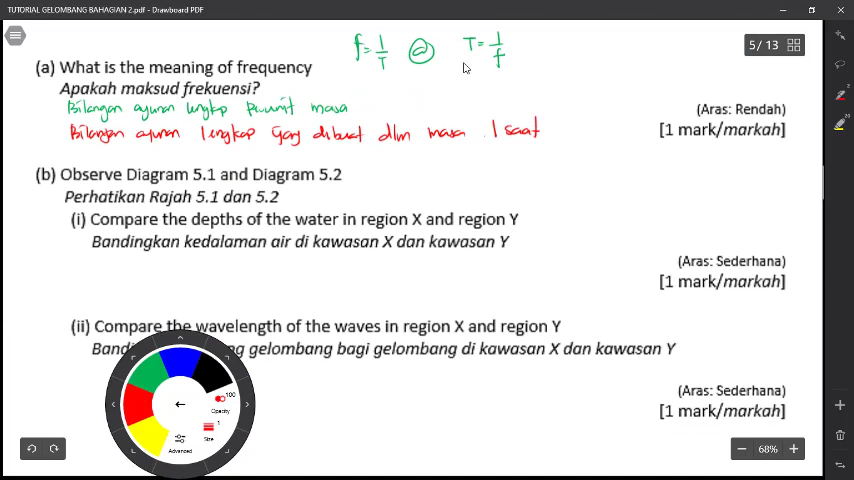 TUTORIAL GELOMBANG BAHAGIAN 2.pdf - Drawboard PDF
f = 1/T @ T = 1/f
5 / 13
(a) What is the meaning of frequency
Apakah maksud frekuensi?
Bilangan ayunan lengkap per unit masa
(Aras: Rendah)
Bilangan ayunan lengkap yang dibuat dlm masa 1 saat
[1 mark/markah]
(b) Observe Diagram 5.1 and Diagram 5.2
Perhatikan Rajah 5.1 dan 5.2
(i) Compare the depths of the water in region X and region Y
Bandingkan kedalaman air di kawasan X dan kawasan Y
(Aras: Sederhana)
[1 mark/markah]
(ii) Compare the wavelength of the waves in region X and region Y
Band ng gelombang bagi gelombang di kawasan X dan kawasan Y
100
Opacity
(Aras: Sederhana)
[1 mark/markah]
1
Size
Advanced
68%